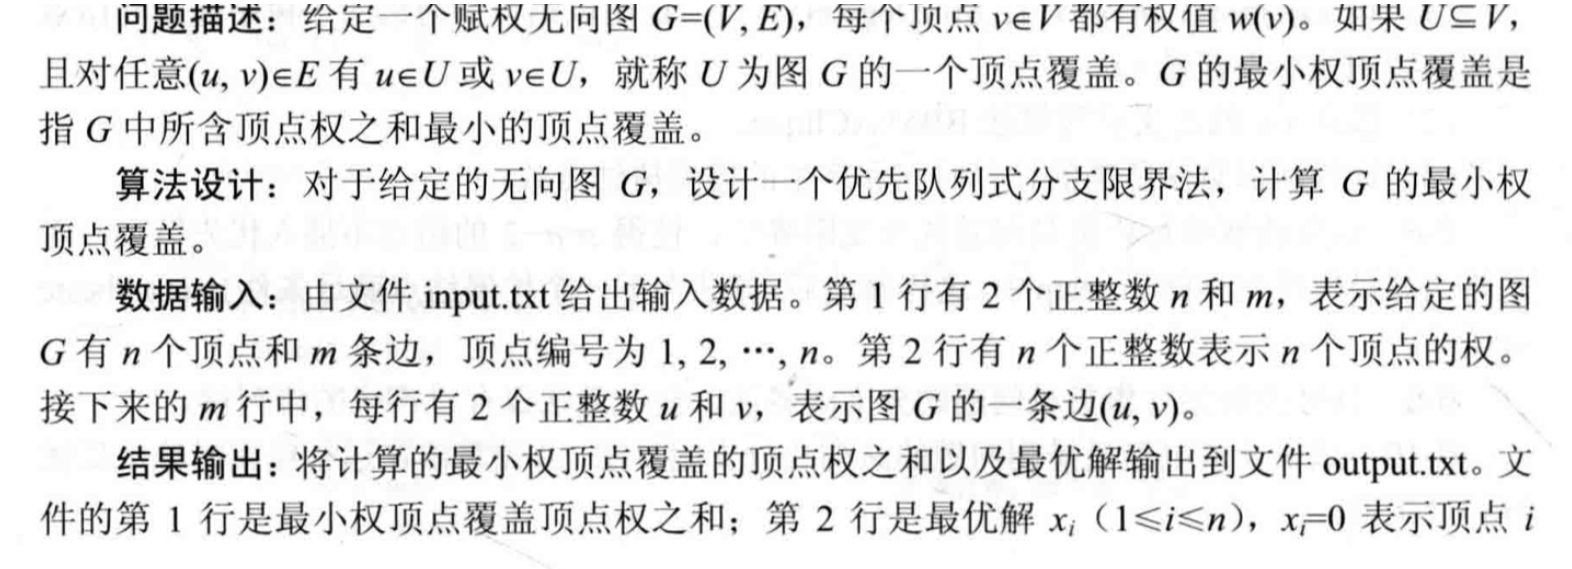 问题描述：给定一个赋权无向图 G=(V, E)，每个顶点 v∈V 都有权值 w(v)。如果 U⊆V，
且对任意(u, v)∈E 有 u∈U 或 v∈U，就称 U 为图 G 的一个顶点覆盖。G 的最小权顶点覆盖是
指 G 中所含顶点权之和最小的顶点覆盖。
算法设计：对于给定的无向图 G，设计一个优先队列式分支限界法，计算 G 的最小权
顶点覆盖。
数据输入：由文件 input.txt 给出输入数据。第 1 行有 2 个正整数 n 和 m，表示给定的图
G 有 n 个顶点和 m 条边，顶点编号为 1, 2, ⋯, n。第 2 行有 n 个正整数表示 n 个顶点的权。
接下来的 m 行中，每行有 2 个正整数 u 和 v，表示图 G 的一条边(u, v)。
结果输出：将计算的最小权顶点覆盖的顶点权之和以及最优解输出到文件 output.txt。文
件的第 1 行是最小权顶点覆盖顶点权之和；第 2 行是最优解 xᵢ（1≤i≤n），xᵢ=0 表示顶点 i